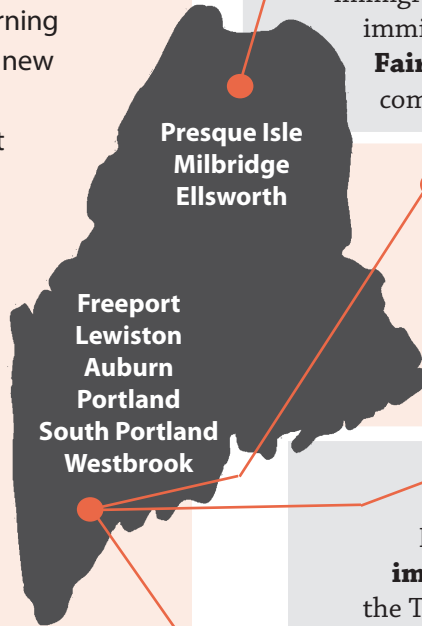 rning
new
t
immi
Fair
com
Presque Isle
Milbridge
Ellsworth
Freeport
Lewiston
Auburn
Portland
South Portland
Westbrook
im
the T